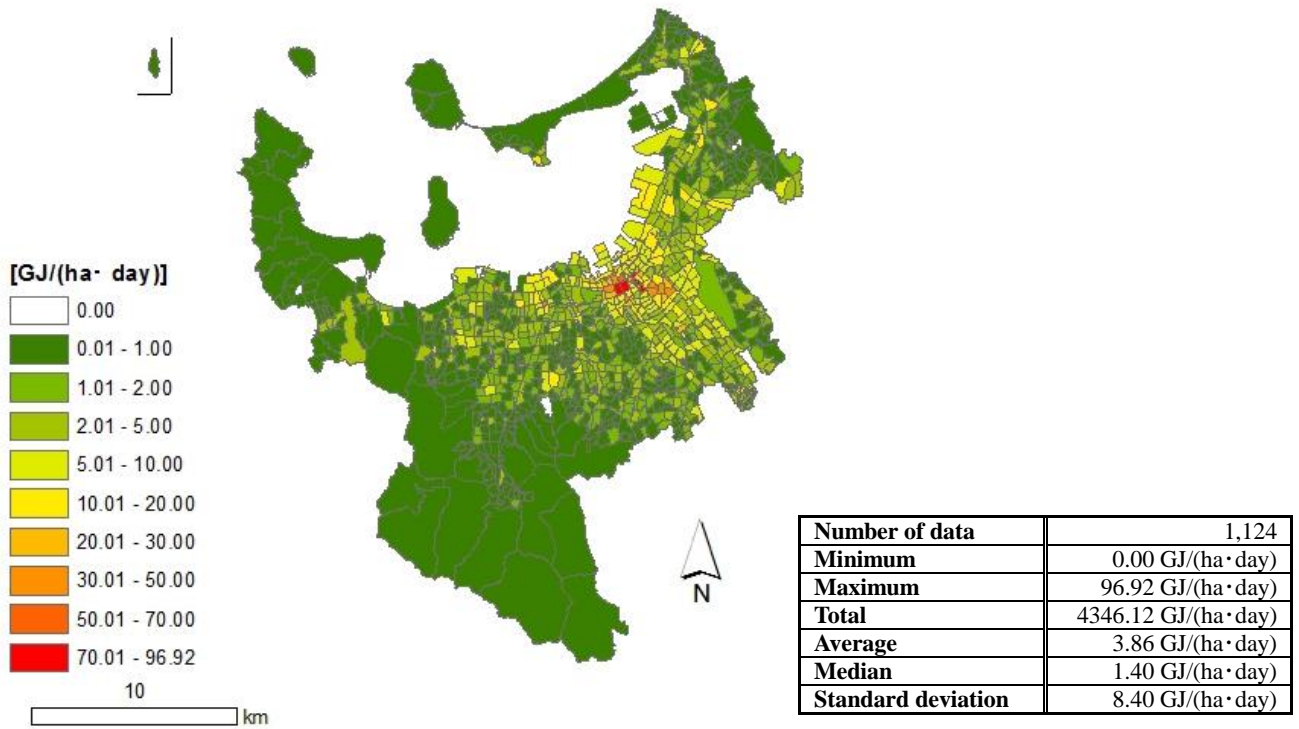 [GJ/(ha・ day)]
0.00
0.01 - 1.00
1.01 - 2.00
2.01 - 5.00
5.01 - 10.00
10.01 - 20.00
20.01 - 30.00
30.01 - 50.00
50.01 - 70.00
70.01 - 96.92
10
km
N
Number of data 1,124
Minimum 0.00 GJ/(ha・day)
Maximum 96.92 GJ/(ha・day)
Total 4346.12 GJ/(ha・day)
Average 3.86 GJ/(ha・day)
Median 1.40 GJ/(ha・day)
Standard deviation 8.40 GJ/(ha・day)